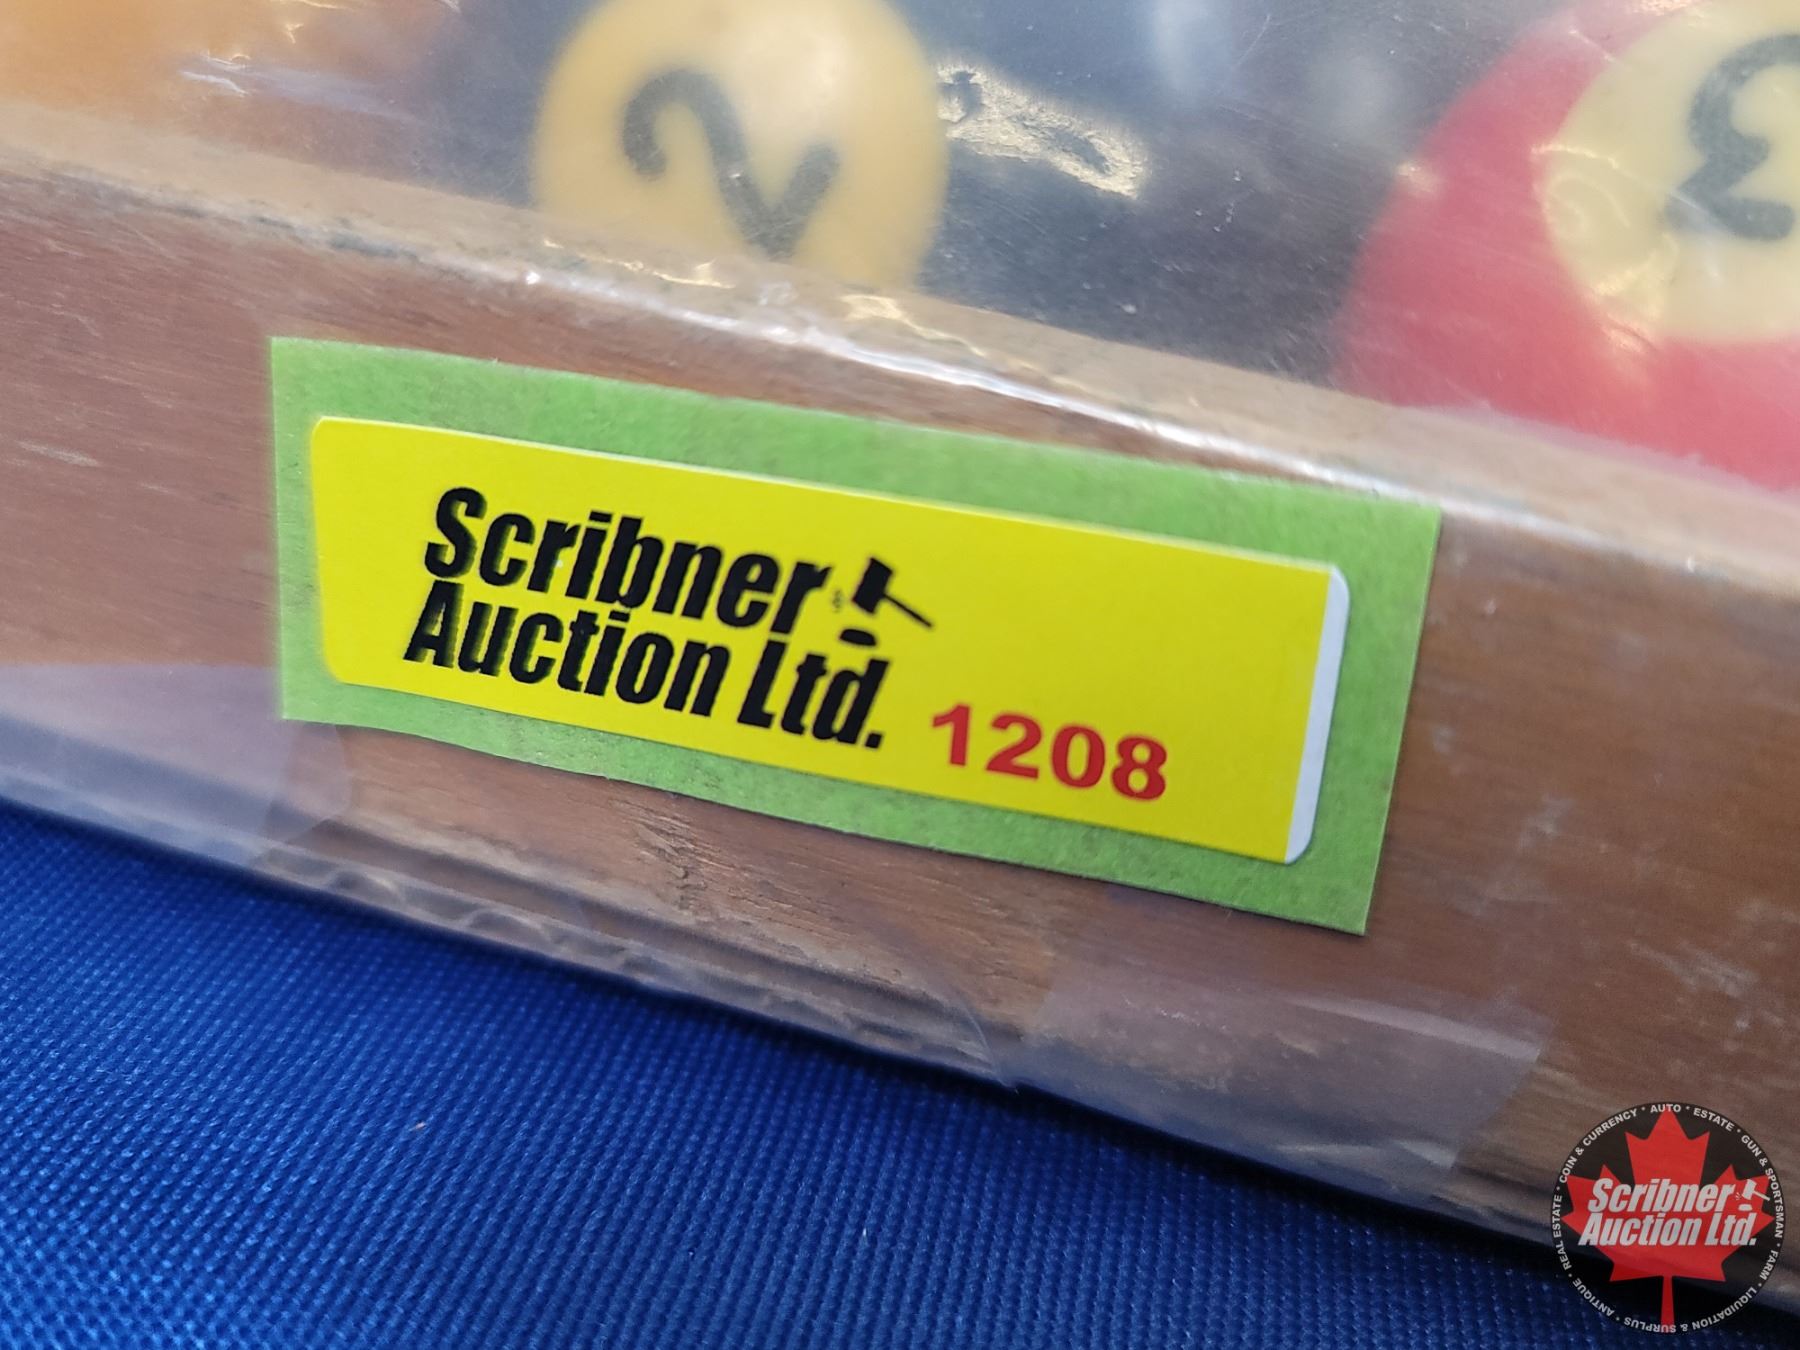 2
3
Scribner
Auction Ltd.
1208
REAL ESTATE * COIN & CURRENCY * AUTO * ESTATE * GUN & SPORTSMAN * FARM * LIQUIDATION & SURPLUS * ANTIQUE *
Scribner
Auction Ltd.